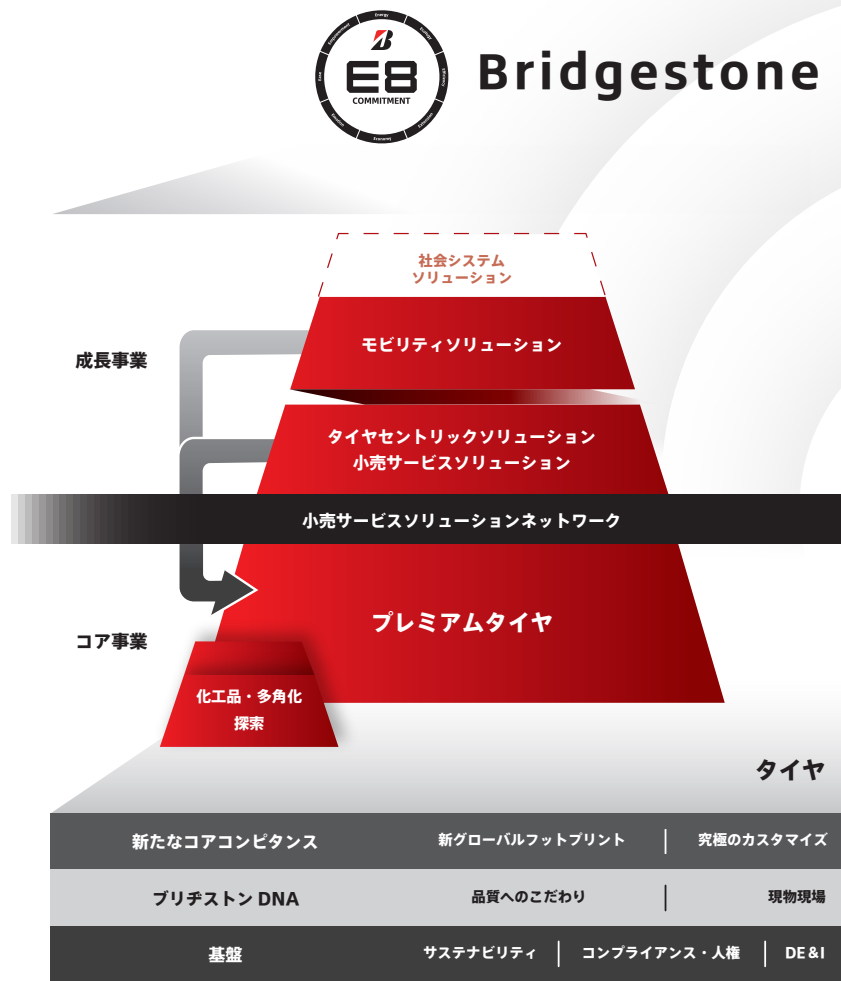 Energy
Ecology
Efficiency
Extension
Economy
Emotion
Ease
Empowerment
E8
COMMITMENT
Bridgestone
社会システム
ソリューション
モビリティソリューション
成長事業
タイヤセントリックソリューション
小売サービスソリューション
小売サービスソリューションネットワーク
プレミアムタイヤ
コア事業
化工品・多角化
探索
タイヤ
新たなコアコンピタンス
新グローバルフットプリント
究極のカスタマイズ
ブリヂストン DNA
品質へのこだわり
現物現場
基盤
サステナビリティ
コンプライアンス・人権
DE&I